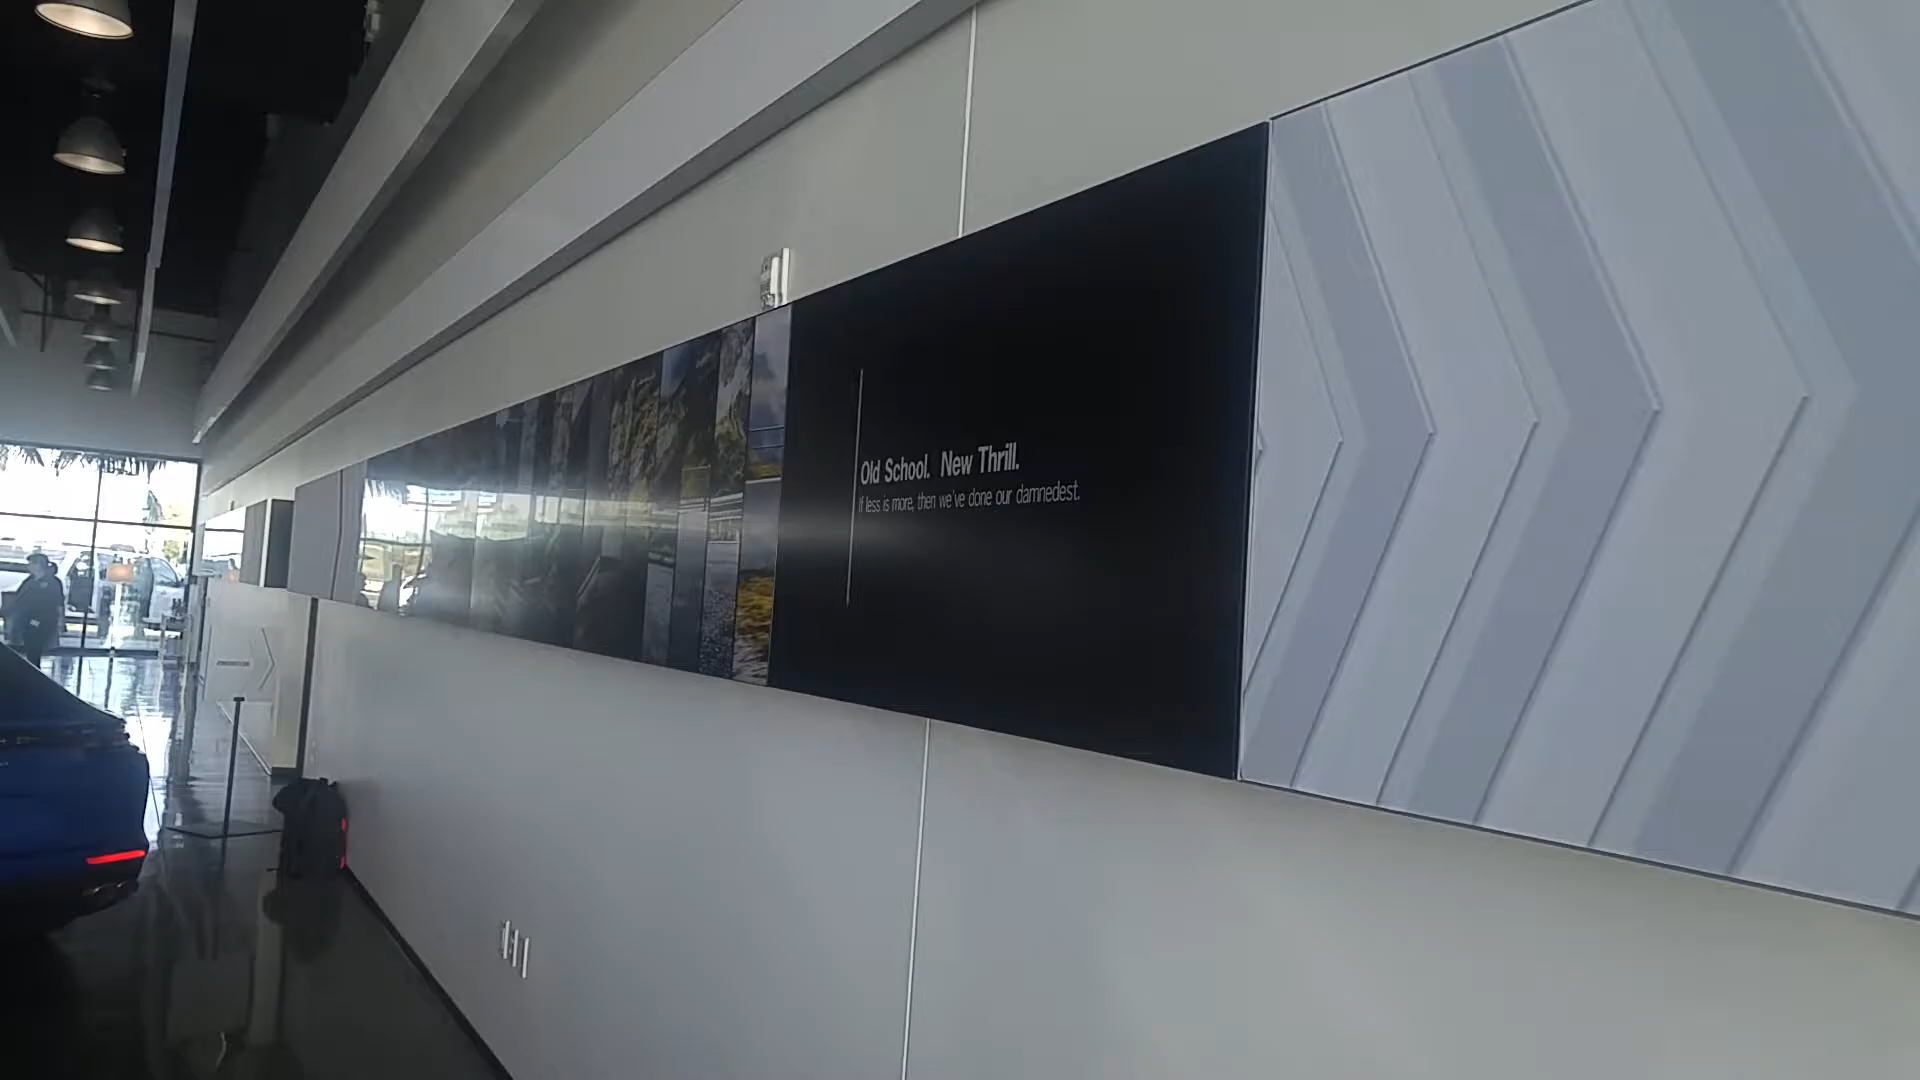 Old School. New Thrill.
If less is more, then we've done our damnedest.